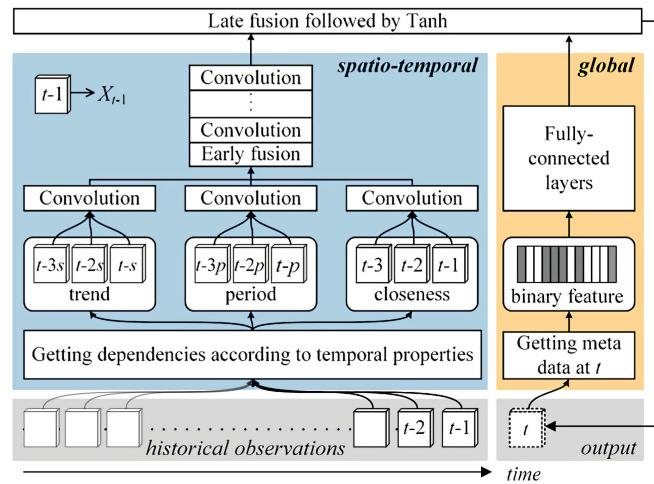 Late fusion followed by Tanh
spatio-temporal
global
t-1
X_{t-1}
Convolution
⋮
Convolution
Early fusion
Fully-
connected
layers
Convolution
Convolution
Convolution
t-3s t-2s t-s
t-3p t-2p t-p
t-3 t-2 t-1
trend
period
closeness
binary feature
Getting dependencies according to temporal properties
Getting meta
data at t
t-2 t-1
t
historical observations
output
time